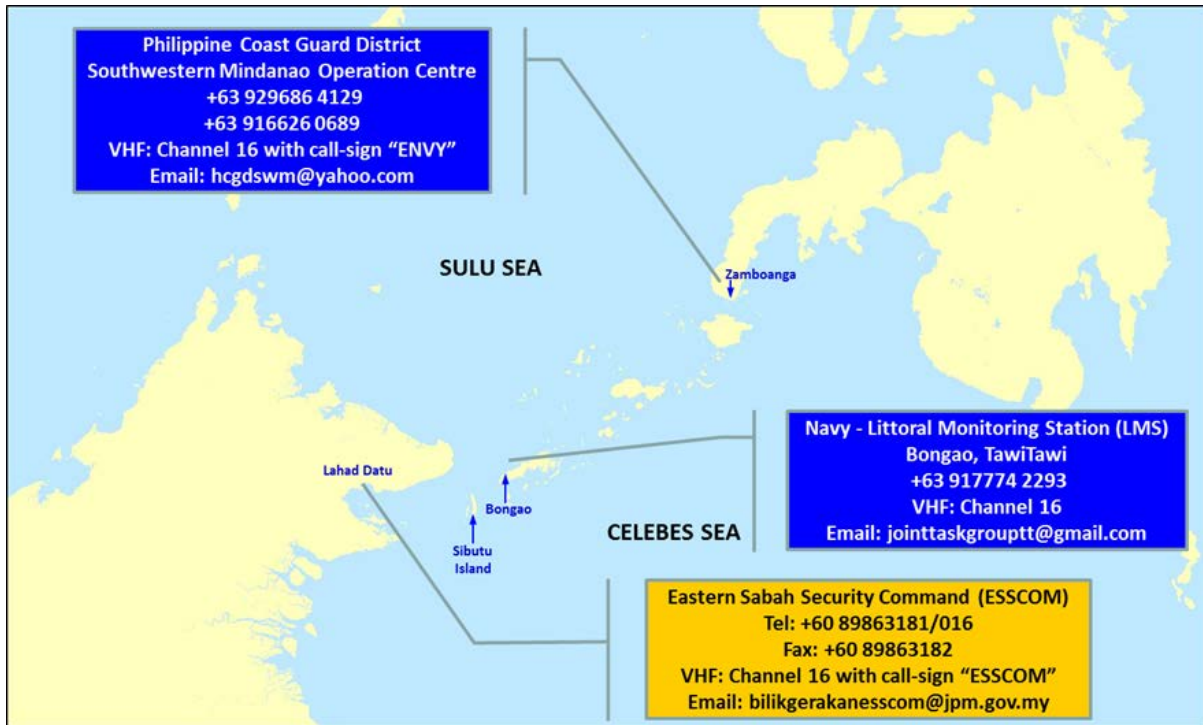 Philippine Coast Guard District
Southwestern Mindanao Operation Centre
+63 929686 4129
+63 916626 0689
VHF: Channel 16 with call-sign “ENVY”
Email: hcgdswm@yahoo.com
SULU SEA
Zamboanga
Navy - Littoral Monitoring Station (LMS)
Bongao, TawiTawi
+63 917774 2293
VHF: Channel 16
Email: jointtaskgrouptt@gmail.com
Lahad Datu
Bongao
CELEBES SEA
Sibutu
Island
Eastern Sabah Security Command (ESSCOM)
Tel: +60 89863181/016
Fax: +60 89863182
VHF: Channel 16 with call-sign “ESSCOM”
Email: bilikgerakanesscom@jpm.gov.my